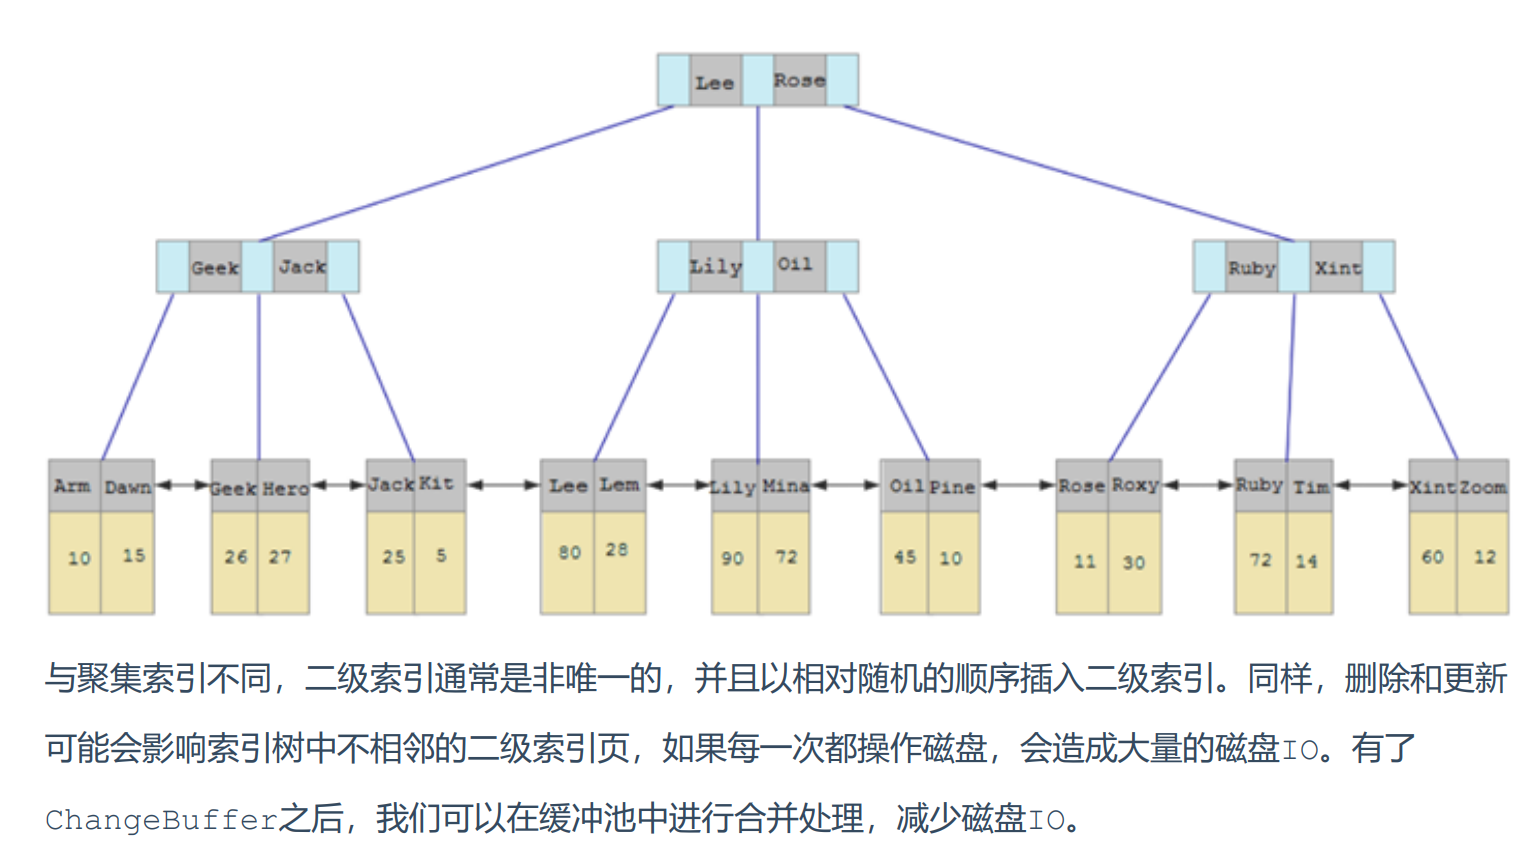 Lee Rose
Geek Jack Lily Oil Ruby Xint
Arm Dawn Geek Hero Jack Kit Lee Lem Lily Mina Oil Pine Rose Roxy Ruby Tim Xint Zoom
10 15 26 27 25 5 80 28 90 72 45 10 11 30 72 14 60 12
与聚集索引不同，二级索引通常是非唯一的，并且以相对随机的顺序插入二级索引。同样，删除和更新
可能会影响索引树中不相邻的二级索引页，如果每一次都操作磁盘，会造成大量的磁盘IO。有了
ChangeBuffer之后，我们可以在缓冲池中进行合并处理，减少磁盘IO。